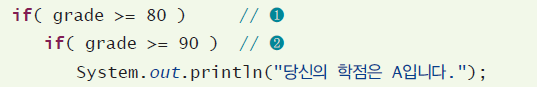 if( grade >= 80 ) // ❶
if( grade >= 90 ) // ❷
System.out.println("당신의 학점은 A입니다.");